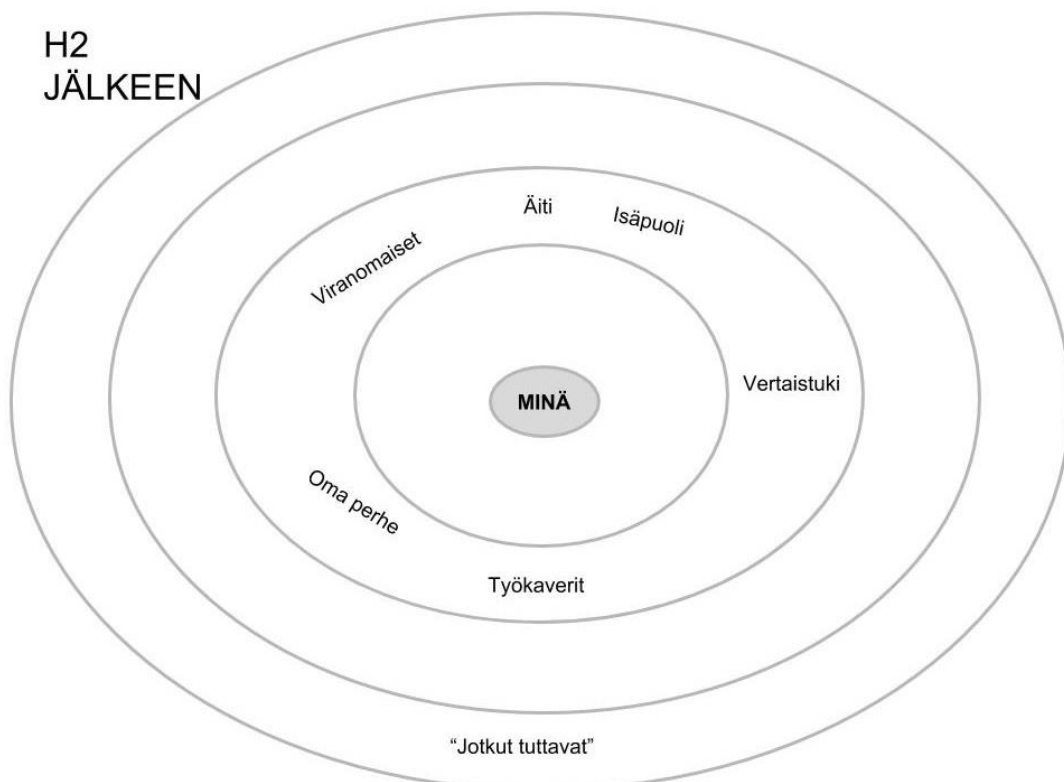 H2
JÄLKEEN
Äiti
Isäpuoli
Viranomaiset
Vertaistuki
MINÄ
Oma perhe
Työkaverit
“Jotkut tuttavat”